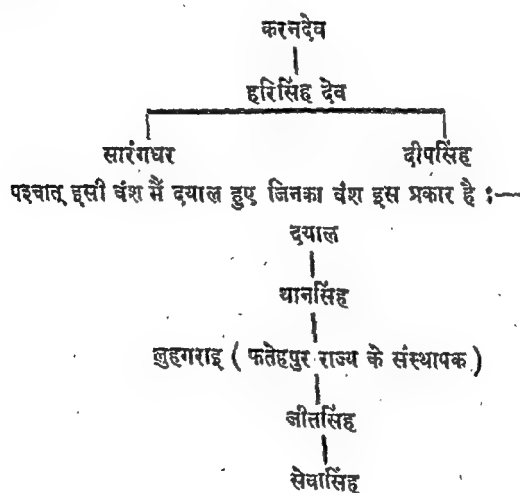 करनदेव
हरिसिंह देव
सारंगधर दीपसिंह
पश्चात् इसी वंश मैं दयाल हुए जिनका वंश इस प्रकार है :—
दयाल
थानसिंह
लुहगराइ ( फतेहपुर राज्य के संस्थापक )
जीतसिंह
सेवासिंह